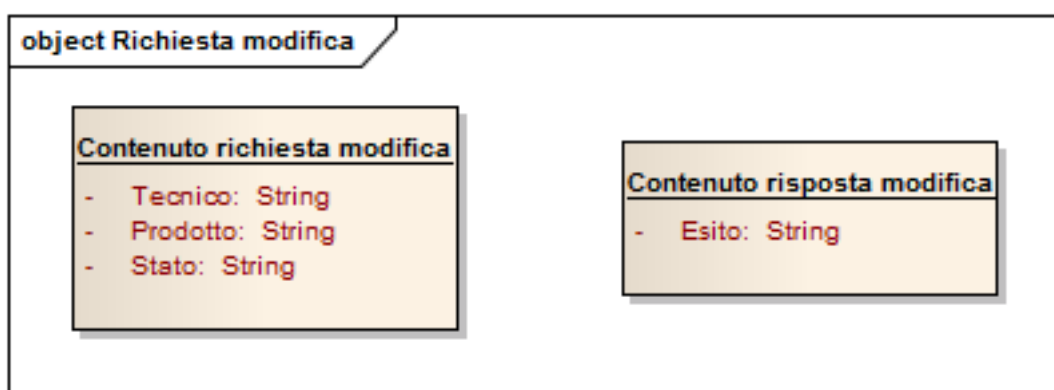 object Richiesta modifica
Contenuto richiesta modifica
- Tecnico: String
- Prodotto: String
- Stato: String
Contenuto risposta modifica
- Esito: String